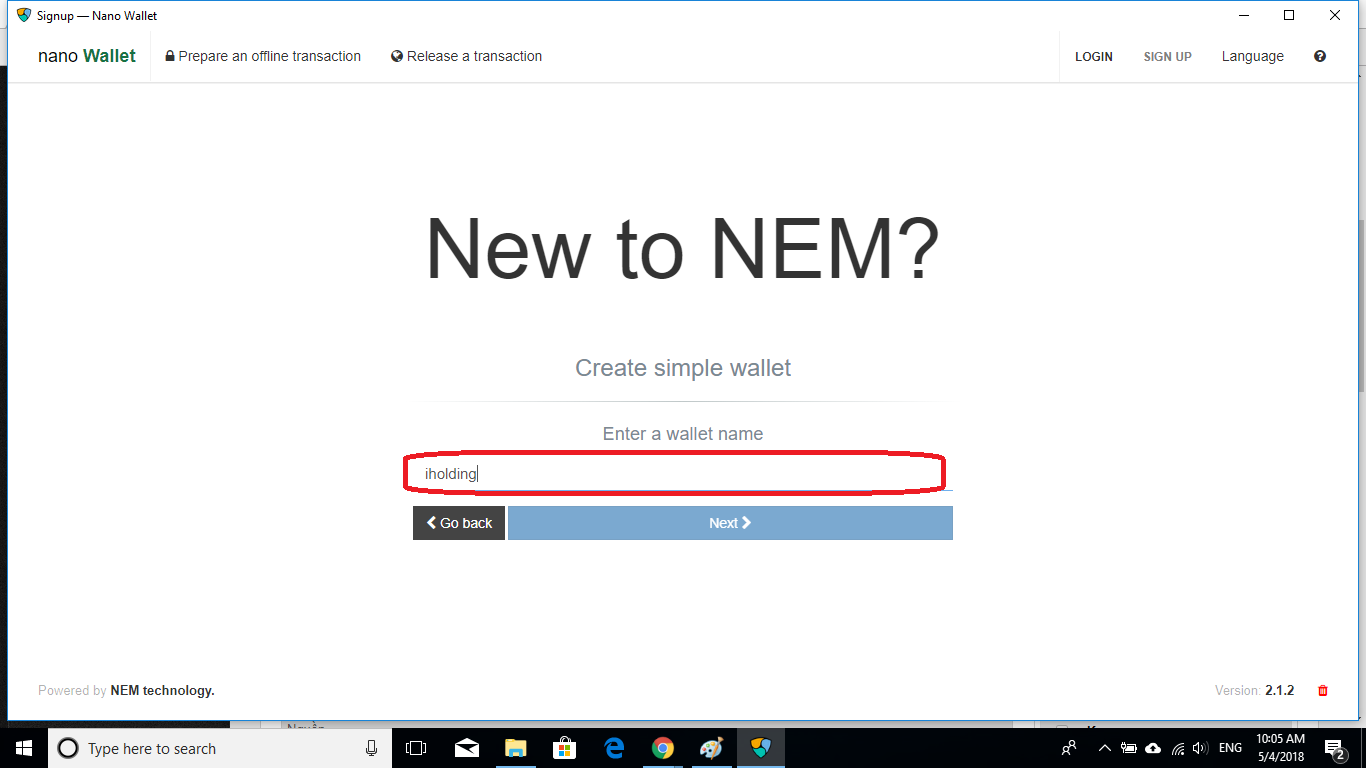 Signup — Nano Wallet
nano Wallet
Prepare an offline transaction
Release a transaction
LOGIN
SIGN UP
Language
New to NEM?
Create simple wallet
Enter a wallet name
iholding
Go back
Next
Powered by NEM technology.
Version: 2.1.2
Type here to search
ENG
10:05 AM
5/4/2018
2